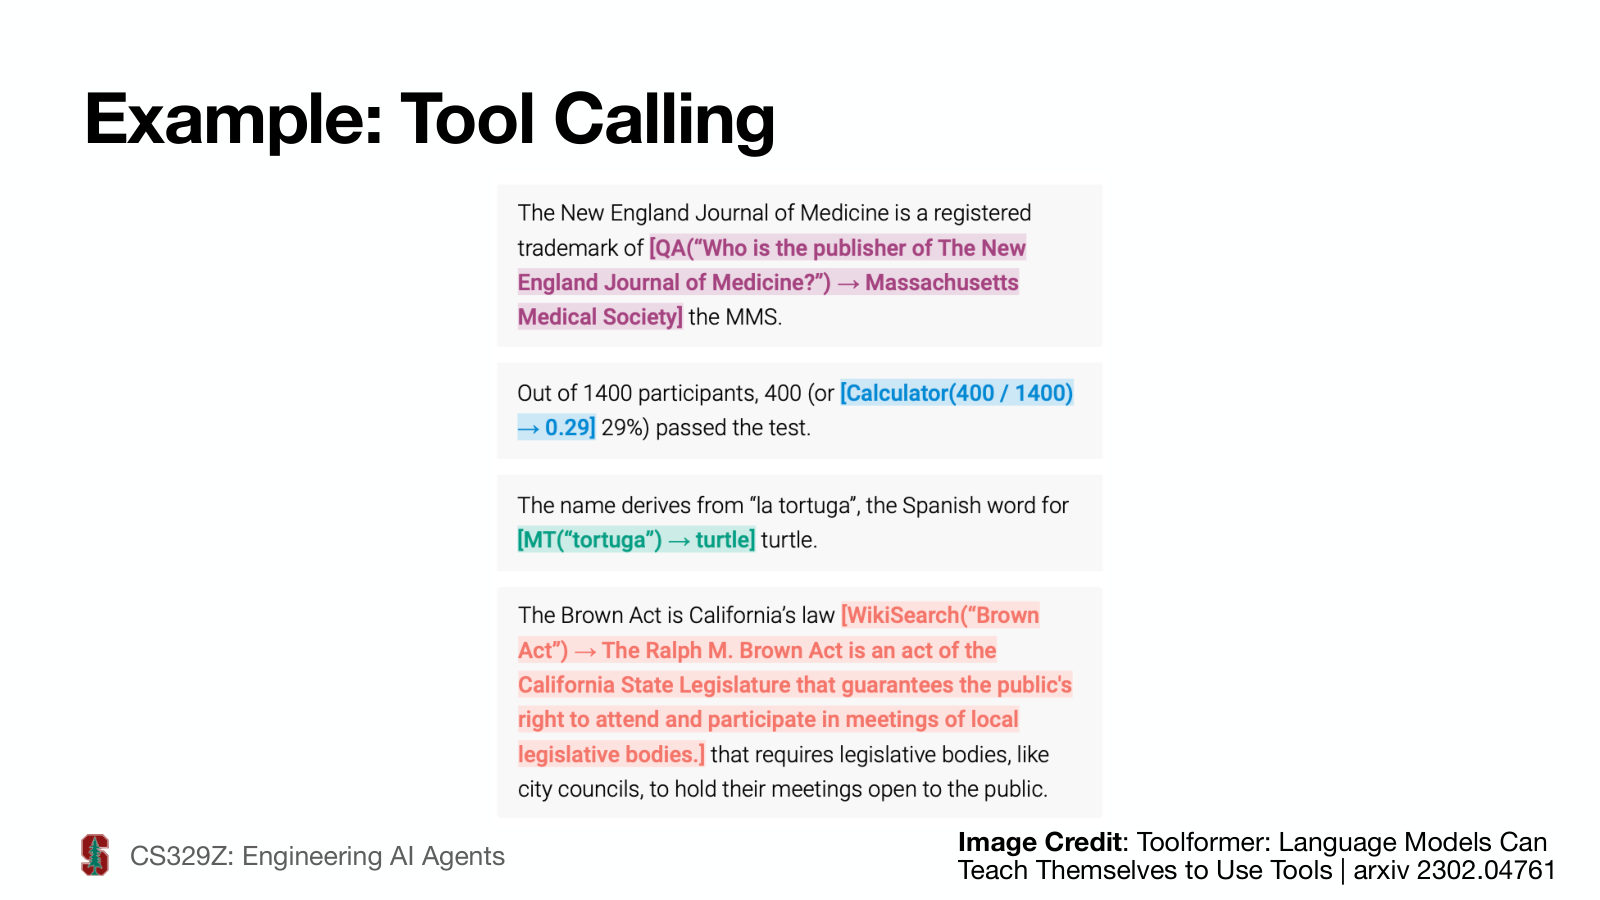 Example: Tool Calling
The New England Journal of Medicine is a registered
trademark of [QA(“Who is the publisher of The New
England Journal of Medicine?”) → Massachusetts
Medical Society] the MMS.
Out of 1400 participants, 400 (or [Calculator(400 / 1400)
→ 0.29] 29%) passed the test.
The name derives from “la tortuga”, the Spanish word for
[MT(“tortuga”) → turtle] turtle.
The Brown Act is California’s law [WikiSearch(“Brown
Act”) → The Ralph M. Brown Act is an act of the
California State Legislature that guarantees the public's
right to attend and participate in meetings of local
legislative bodies.] that requires legislative bodies, like
city councils, to hold their meetings open to the public.
CS329Z: Engineering AI Agents
Image Credit: Toolformer: Language Models Can
Teach Themselves to Use Tools | arxiv 2302.04761